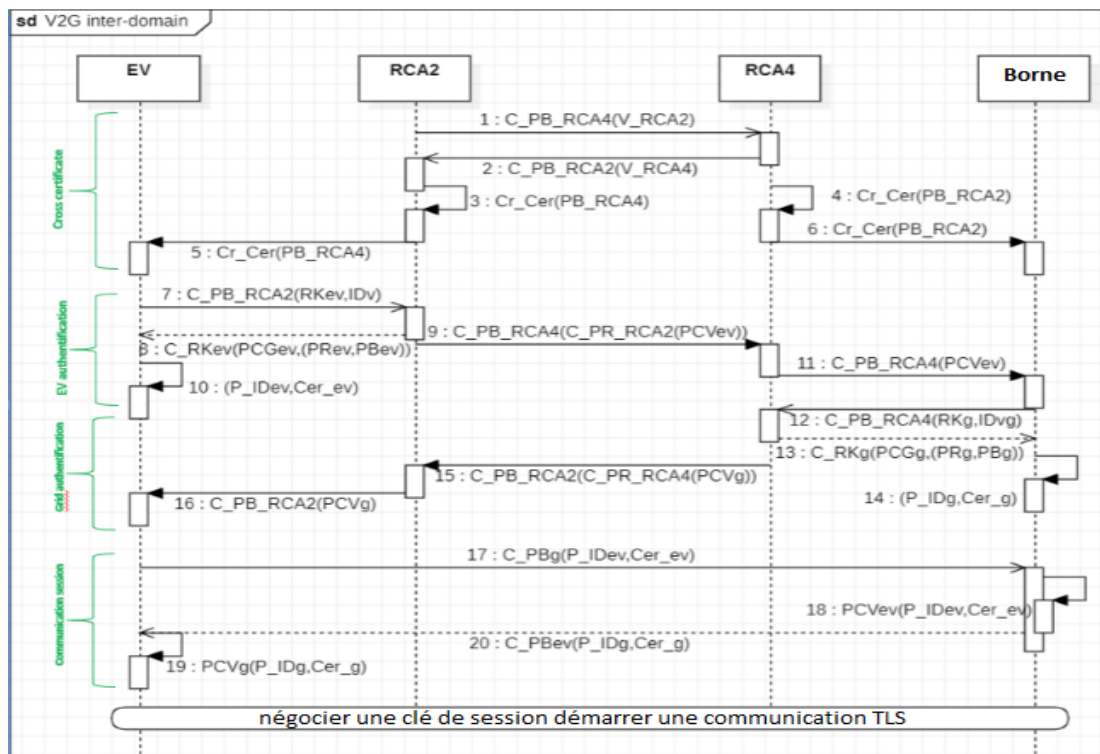 sd V2G inter-domain
EV
RCA2
RCA4
Borne
Cross certificate
1 : C_PB_RCA4(V_RCA2)
2 : C_PB_RCA2(V_RCA4)
3 : Cr_Cer(PB_RCA4)
4 : Cr_Cer(PB_RCA2)
5 : Cr_Cer(PB_RCA4)
6 : Cr_Cer(PB_RCA2)
EV authentification
7 : C_PB_RCA2(RKev,IDv)
8 : C_RKev(PCGev,(PRev,PBev))
9 : C_PB_RCA4(C_PR_RCA2(PCVev))
10 : (P_IDev,Cer_ev)
11 : C_PB_RCA4(PCVev)
Grid authentification
12 : C_PB_RCA4(RKg,IDvg)
13 : C_RKg(PCGg,(PRg,PBg))
14 : (P_IDg,Cer_g)
15 : C_PB_RCA2(C_PR_RCA4(PCVg))
16 : C_PB_RCA2(PCVg)
Communication session
17 : C_PBg(P_IDev,Cer_ev)
18 : PCVev(P_IDev,Cer_ev)
20 : C_PBev(P_IDg,Cer_g)
19 : PCVg(P_IDg,Cer_g)
négocier une clé de session démarrer une communication TLS